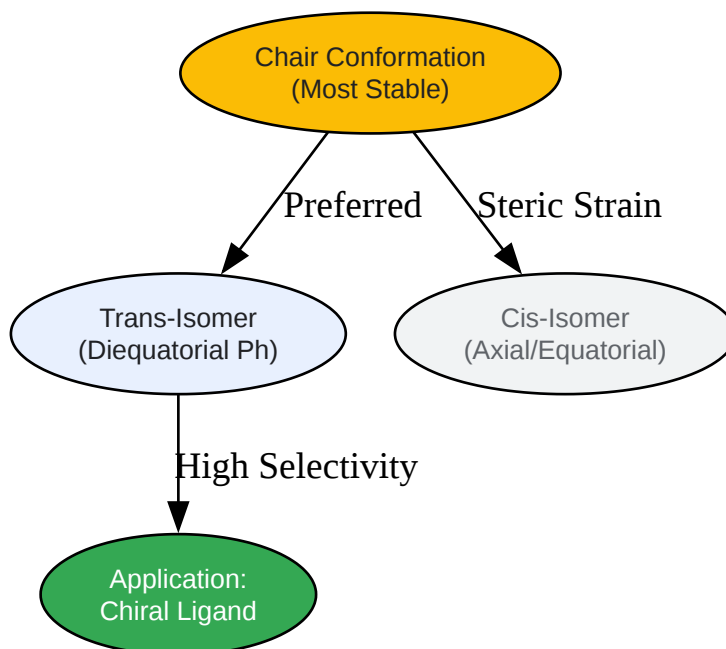 Chair Conformation
(Most Stable)
Preferred
Steric Strain
Trans-Isomer
(Diequatorial Ph)
Cis-Isomer
(Axial/Equatorial)
High Selectivity
Application:
Chiral Ligand